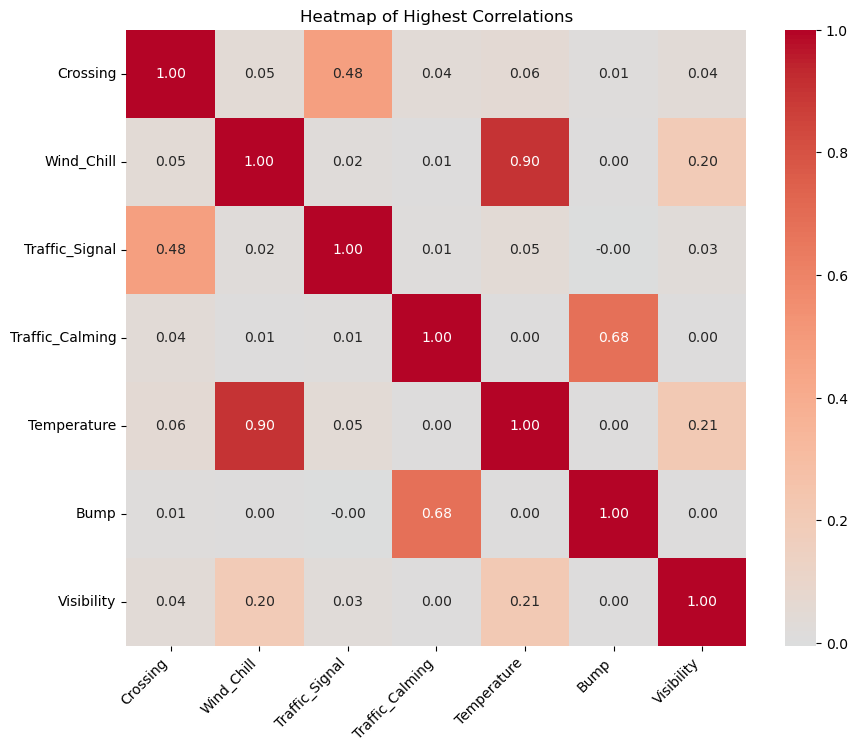 Heatmap of Highest Correlations
Crossing 1.00 0.05 0.48 0.04 0.06 0.01 0.04
Wind_Chill 0.05 1.00 0.02 0.01 0.90 0.00 0.20
Traffic_Signal 0.48 0.02 1.00 0.01 0.05 -0.00 0.03
Traffic_Calming 0.04 0.01 0.01 1.00 0.00 0.68 0.00
Temperature 0.06 0.90 0.05 0.00 1.00 0.00 0.21
Bump 0.01 0.00 -0.00 0.68 0.00 1.00 0.00
Visibility 0.04 0.20 0.03 0.00 0.21 0.00 1.00
Crossing Wind_Chill Traffic_Signal Traffic_Calming Temperature Bump Visibility
1.0
0.8
0.6
0.4
0.2
0.0